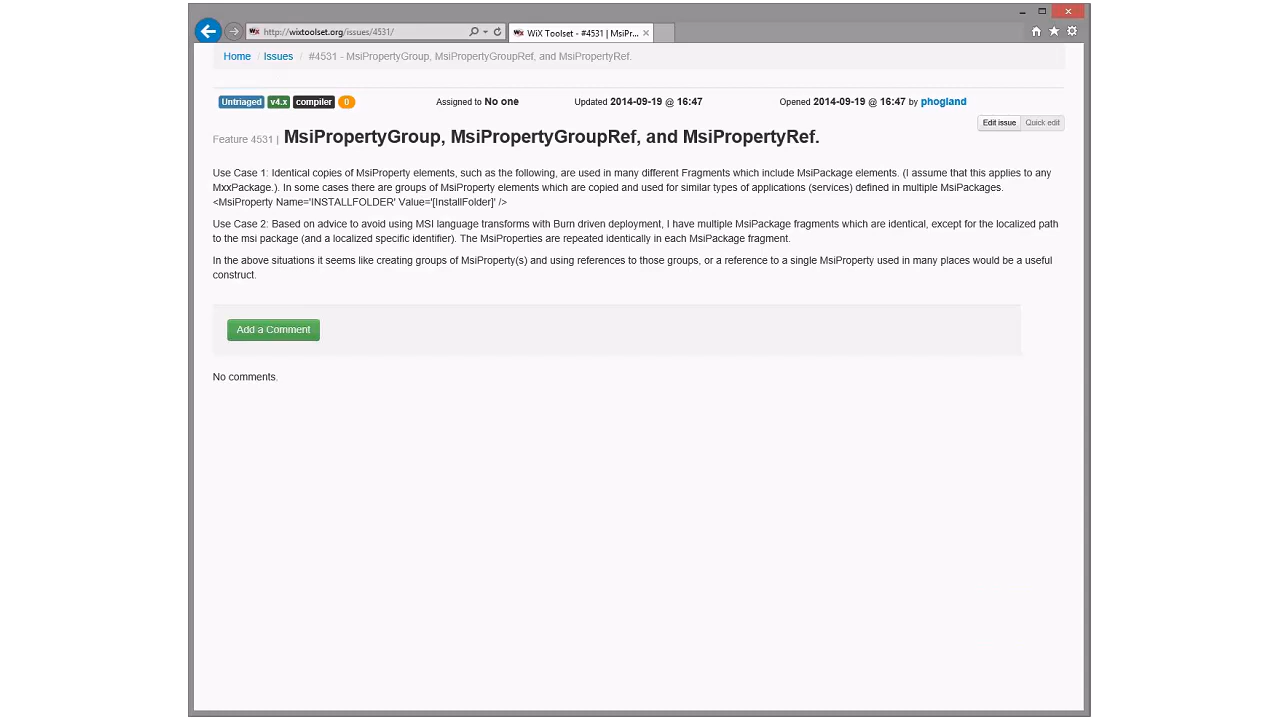 http://wixtoolset.org/issues/4531/
WiX Toolset - #4531 | MsiPr...
Home / Issues / #4531 - MsiPropertyGroup, MsiPropertyGroupRef, and MsiPropertyRef.
Untriaged v4.x compiler 0 Assigned to No one Updated 2014-09-19 @ 16:47 Opened 2014-09-19 @ 16:47 by phogland
Edit issue Quick edit
Feature 4531 | MsiPropertyGroup, MsiPropertyGroupRef, and MsiPropertyRef.
Use Case 1: Identical copies of MsiProperty elements, such as the following, are used in many different Fragments which include MsiPackage elements. (I assume that this applies to any
MxxPackage.). In some cases there are groups of MsiProperty elements which are copied and used for similar types of applications (services) defined in multiple MsiPackages.
<MsiProperty Name='INSTALLFOLDER' Value='[InstallFolder]' />
Use Case 2: Based on advice to avoid using MSI language transforms with Burn driven deployment, I have multiple MsiPackage fragments which are identical, except for the localized path
to the msi package (and a localized specific identifier). The MsiProperties are repeated identically in each MsiPackage fragment.
In the above situations it seems like creating groups of MsiProperty(s) and using references to those groups, or a reference to a single MsiProperty used in many places would be a useful
construct.
Add a Comment
No comments.